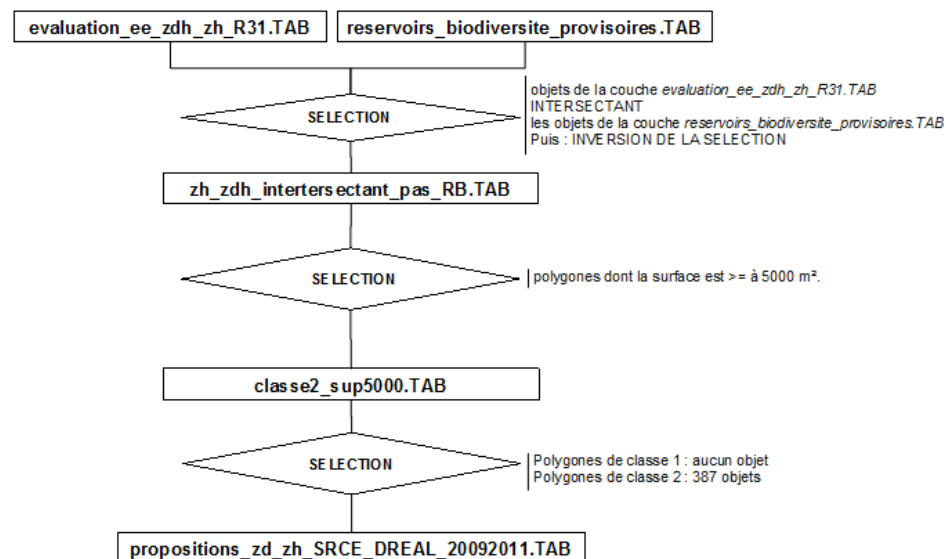 evaluation_ee_zdh_zh_R31.TAB
reservoirs_biodiversite_provisoires.TAB
SELECTION
objets de la couche evaluation_ee_zdh_zh_R31.TAB
INTERSECTANT
les objets de la couche reservoirs_biodiversite_provisoires.TAB
Puis : INVERSION DE LA SELECTION
zh_zdh_intertersectant_pas_RB.TAB
SELECTION
polygones dont la surface est >= à 5000 m².
classe2_sup5000.TAB
SELECTION
Polygones de classe 1 : aucun objet
Polygones de classe 2 : 387 objets
propositions_zd_zh_SRCE_DREAL_20092011.TAB